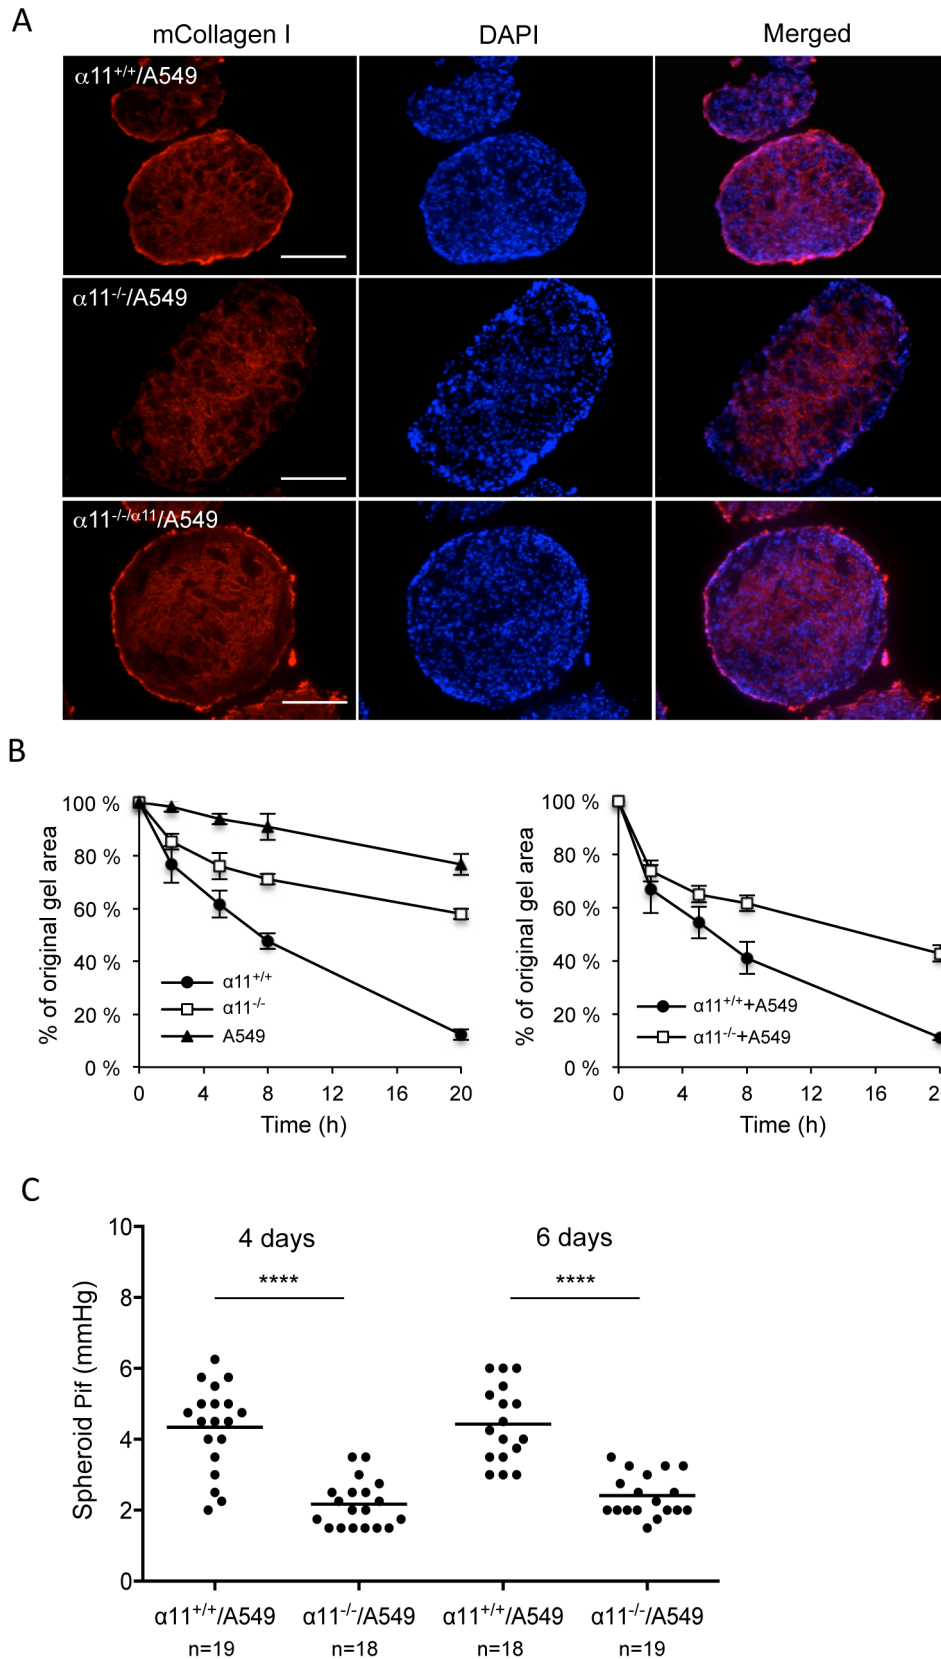 A
mCollagen I DAPI Merged
α11+/+/A549
α11-/-/A549
α11-/-/α11/A549
B
% of original gel area
100 %
80 %
60 %
40 %
20 %
0 %
α11+/+
α11-/-
A549
0 4 8 12 16 20
Time (h)
% of original gel area
100 %
80 %
60 %
40 %
20 %
0 %
α11+/++A549
α11-/-+A549
0 4 8 12 16 2
Time (h)
C
Spheroid Pif (mmHg)
10
8
6
4
2
0
4 days 6 days
**** ****
α11+/+/A549 α11-/-/A549 α11+/+/A549 α11-/-/A549
n=19 n=18 n=18 n=19